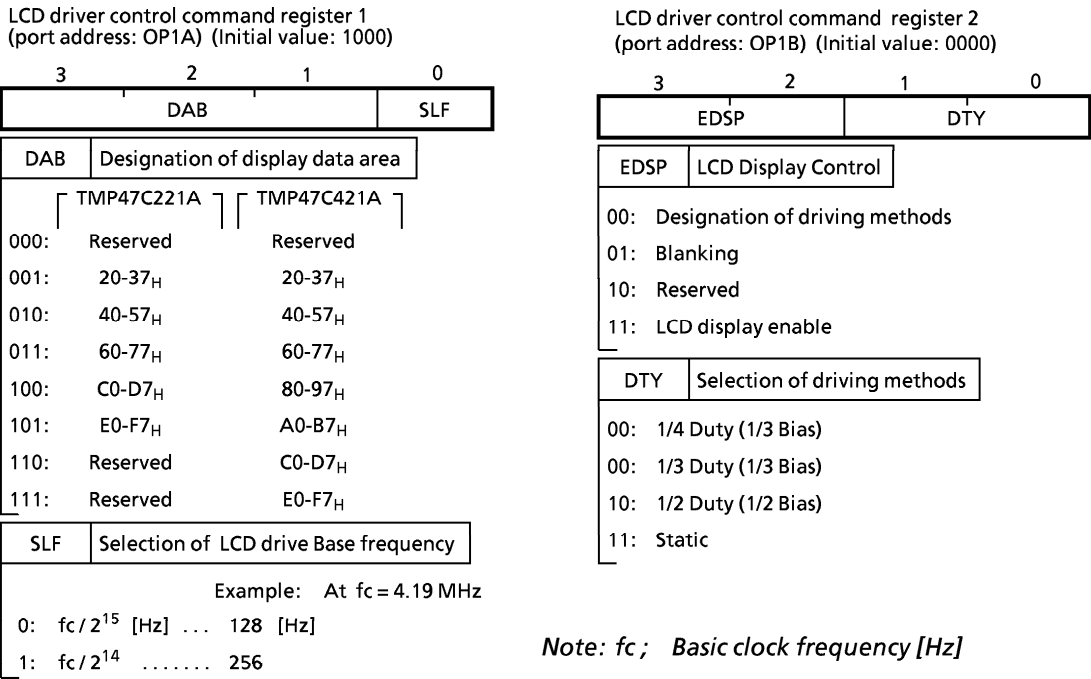 LCD driver control command register 1
(port address: OP1A) (Initial value: 1000)
3 2 1 0
DAB SLF
DAB Designation of display data area
TMP47C221A TMP47C421A
000: Reserved Reserved
001: 20-37H 20-37H
010: 40-57H 40-57H
011: 60-77H 60-77H
100: C0-D7H 80-97H
101: E0-F7H A0-B7H
110: Reserved C0-D7H
111: Reserved E0-F7H
SLF Selection of LCD drive Base frequency
Example: At fc = 4.19 MHz
0: fc / 2^15 [Hz] ... 128 [Hz]
1: fc / 2^14 ....... 256
LCD driver control command register 2
(port address: OP1B) (Initial value: 0000)
3 2 1 0
EDSP DTY
EDSP LCD Display Control
00: Designation of driving methods
01: Blanking
10: Reserved
11: LCD display enable
DTY Selection of driving methods
00: 1/4 Duty (1/3 Bias)
00: 1/3 Duty (1/3 Bias)
10: 1/2 Duty (1/2 Bias)
11: Static
Note: fc ; Basic clock frequency [Hz]